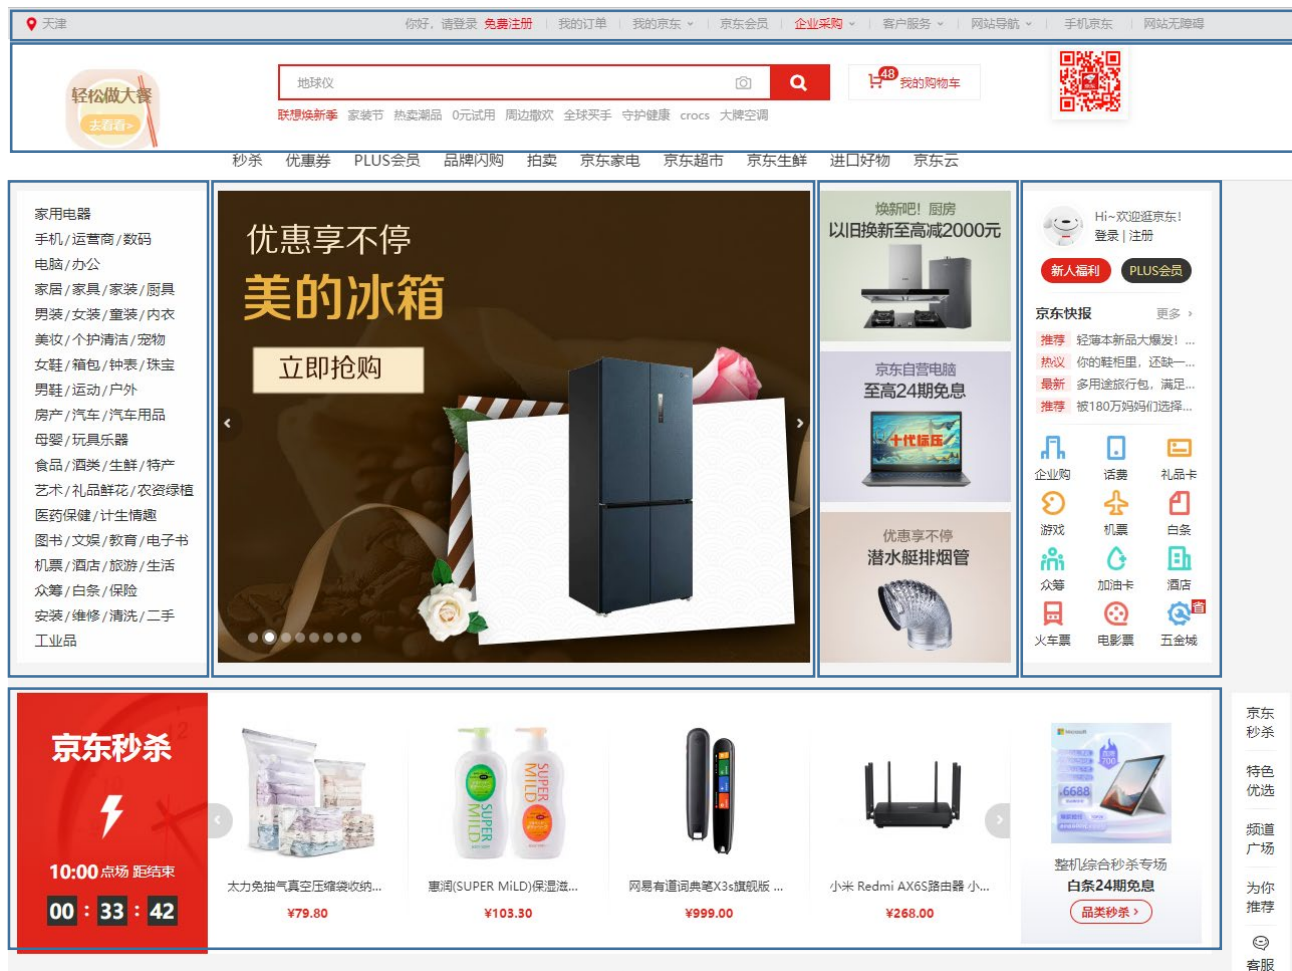 天津 你好，请登录 免费注册 我的订单 我的京东 京东会员 企业采购 客户服务 网站导航 手机京东 网站无障碍
轻松做大餐
去看看>
地球仪
48 我的购物车
联想焕新季 家装节 热卖潮品 0元试用 周边撒欢 全球买手 守护健康 crocs 大牌空调
秒杀 优惠券 PLUS会员 品牌闪购 拍卖 京东家电 京东超市 京东生鲜 进口好物 京东云
家用电器
手机/运营商/数码
电脑/办公
家居/家具/家装/厨具
男装/女装/童装/内衣
美妆/个护清洁/宠物
女鞋/箱包/钟表/珠宝
男鞋/运动/户外
房产/汽车/汽车用品
母婴/玩具乐器
食品/酒类/生鲜/特产
艺术/礼品鲜花/农资绿植
医药保健/计生情趣
图书/文娱/教育/电子书
机票/酒店/旅游/生活
众筹/白条/保险
安装/维修/清洗/二手
工业品
优惠享不停
美的冰箱
立即抢购
焕新吧！厨房
以旧换新至高减2000元
京东自营电脑
至高24期免息
十代标压
优惠享不停
潜水艇排烟管
Hi~欢迎逛京东！
登录 | 注册
新人福利 PLUS会员
京东快报 更多 ›
推荐 轻薄本新品大爆发！...
热议 你的鞋柜里，还缺一...
最新 多用途旅行包，满足...
推荐 被180万妈妈们选择...
企业购 话费 礼品卡
游戏 机票 白条
众筹 加油卡 酒店
省
火车票 电影票 五金城
京东秒杀
10:00 点场 距结束
00 : 33 : 42
SUPER MILD
SUPER MILD
太力免抽气真空压缩袋收纳...
¥79.80
惠润(SUPER MiLD)保湿滋...
¥103.30
网易有道词典笔X3s旗舰版 ...
¥999.00
小米 Redmi AX6S路由器 小...
¥268.00
Microsoft
700
6688
整机综合秒杀专场
白条24期免息
品类秒杀 ›
京东
秒杀
特色
优选
频道
广场
为你
推荐
客服